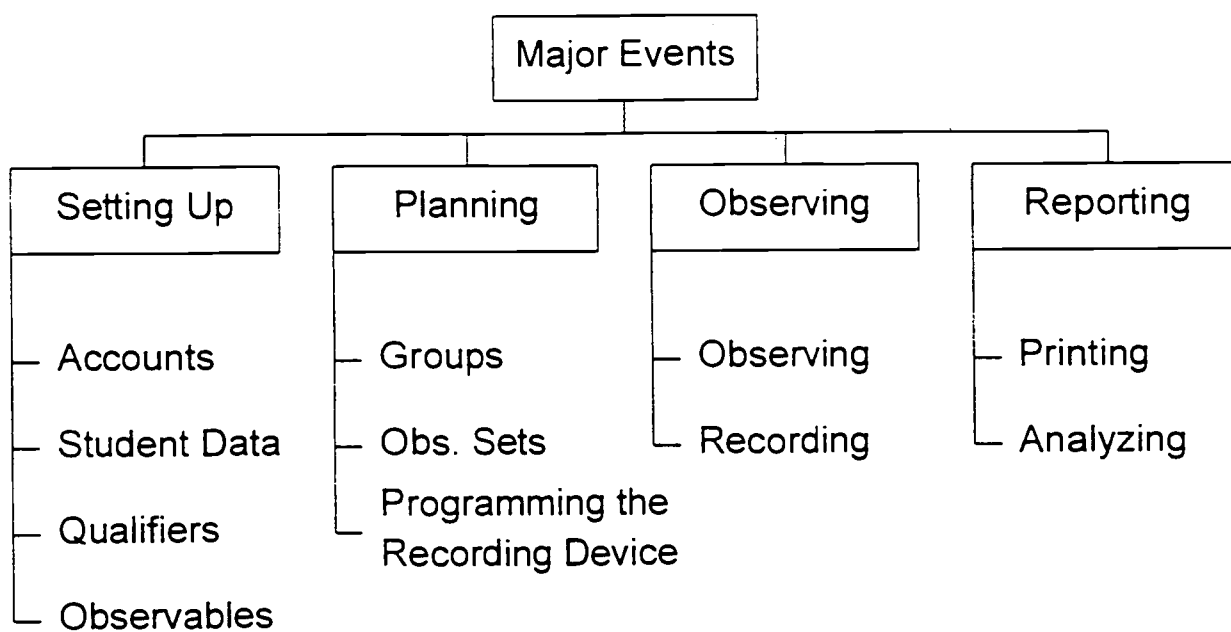 Major Events
Setting Up
Accounts
Student Data
Qualifiers
Observables
Planning
Groups
Obs. Sets
Programming the
Recording Device
Observing
Observing
Recording
Reporting
Printing
Analyzing